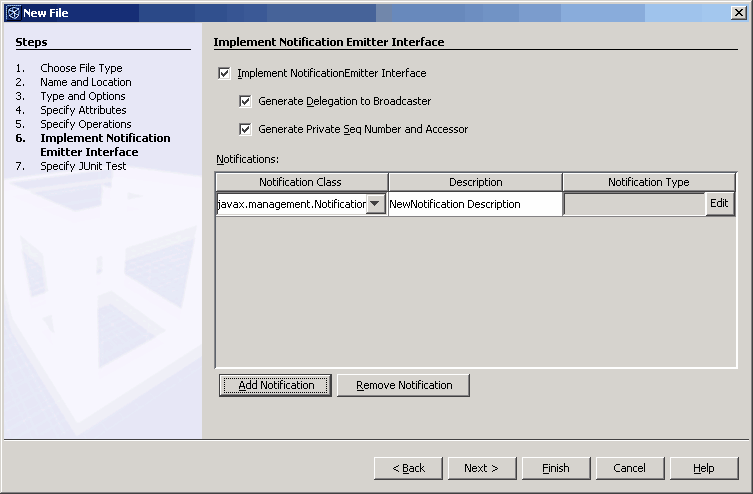 New File
Steps
1. Choose File Type
2. Name and Location
3. Type and Options
4. Specify Attributes
5. Specify Operations
6. Implement Notification
Emitter Interface
7. Specify JUnit Test
Implement Notification Emitter Interface
Implement NotificationEmitter Interface
Generate Delegation to Broadcaster
Generate Private Seq Number and Accessor
Notifications:
Notification Class Description Notification Type
javax.management.Notification NewNotification Description Edit
Add Notification Remove Notification
< Back Next > Finish Cancel Help